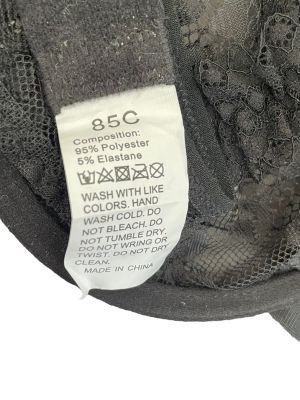 85C
Composition:
95% Polyester
5% Elastane
WASH WITH LIKE
COLORS. HAND
WASH COLD. DO
NOT BLEACH. DO
NOT TUMBLE DRY.
DO NOT WRING OR
TWIST. DO NOT DRY
CLEAN.
MADE IN CHINA